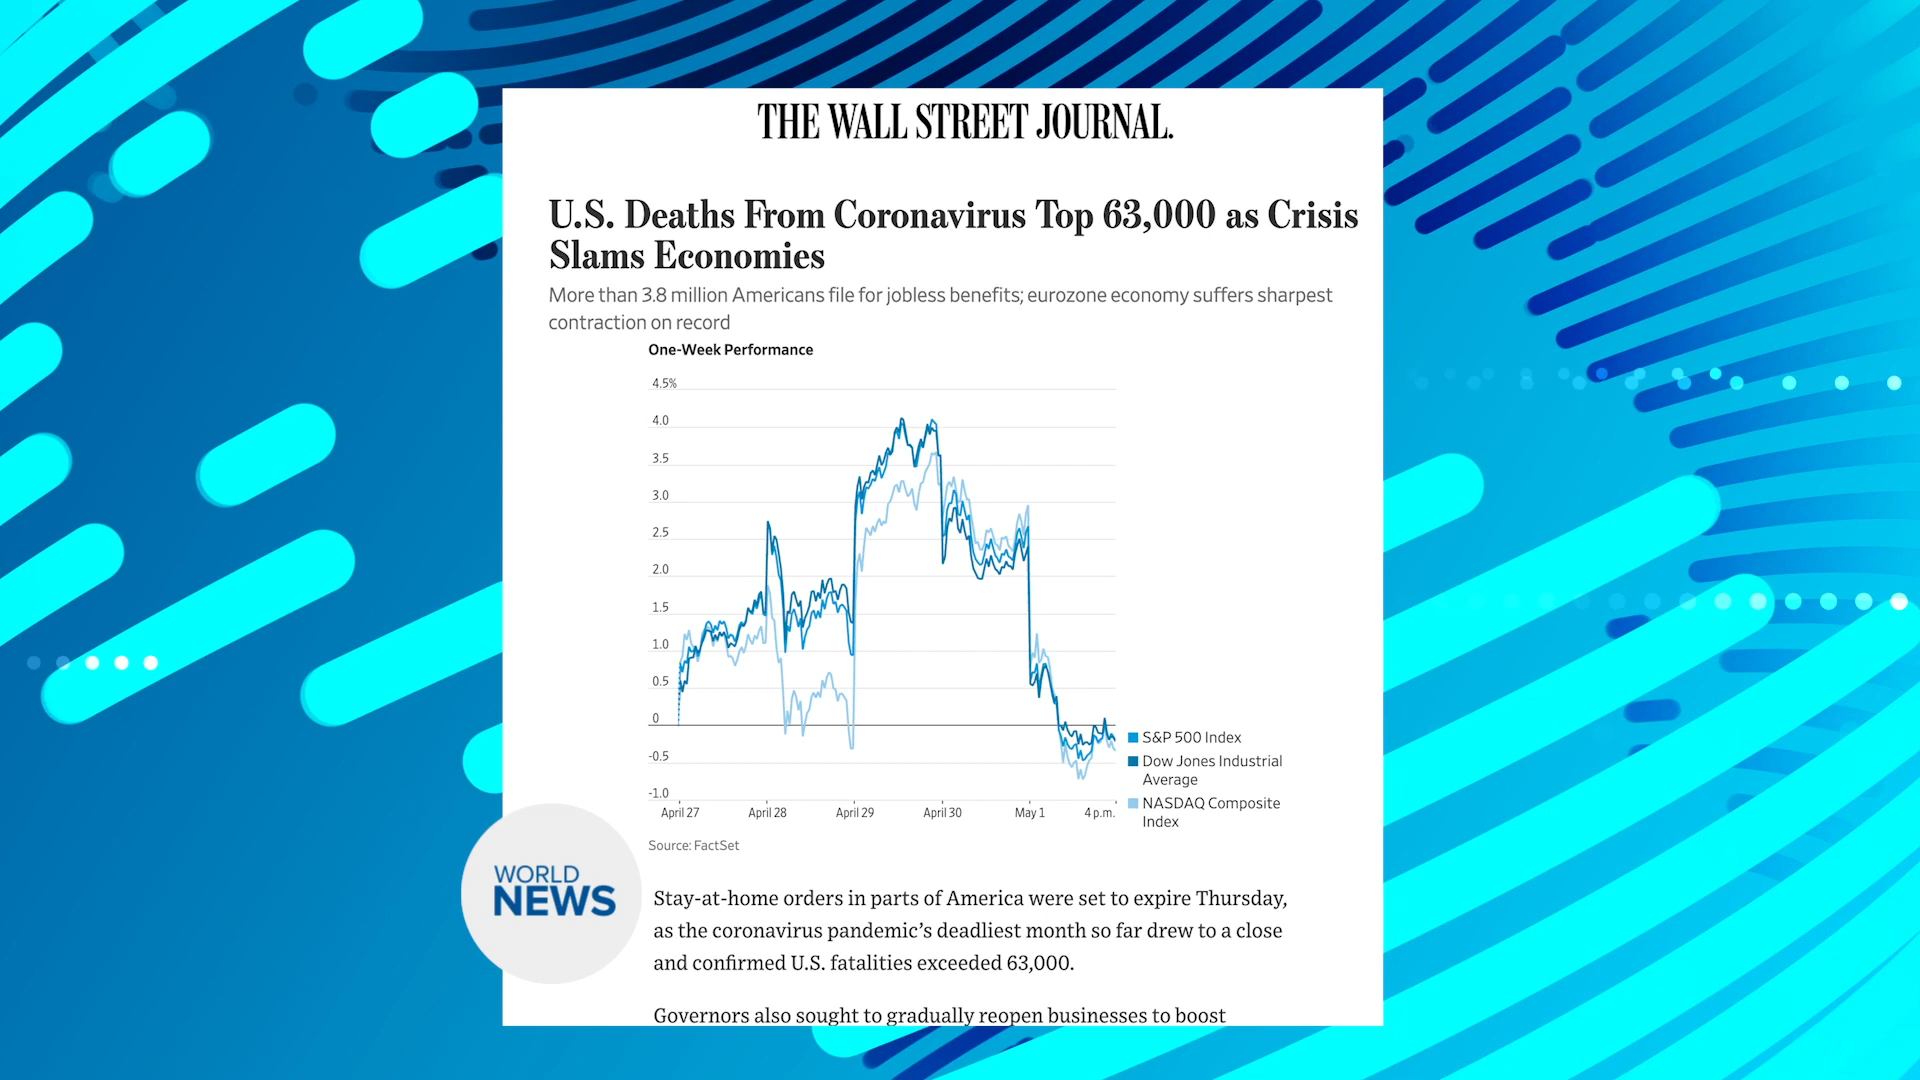 THE WALL STREET JOURNAL.
U.S. Deaths From Coronavirus Top 63,000 as Crisis
Slams Economies
More than 3.8 million Americans file for jobless benefits; eurozone economy suffers sharpest
contraction on record
One-Week Performance
4.5%
4.0
3.5
3.0
2.5
2.0
1.5
1.0
0.5
0
-0.5
-1.0
April 27 April 28 April 29 April 30 May 1 4 p.m.
S&P 500 Index
Dow Jones Industrial
Average
NASDAQ Composite
Index
Source: FactSet
WORLD
NEWS
Stay-at-home orders in parts of America were set to expire Thursday,
as the coronavirus pandemic’s deadliest month so far drew to a close
and confirmed U.S. fatalities exceeded 63,000.
Governors also sought to gradually reopen businesses to boost